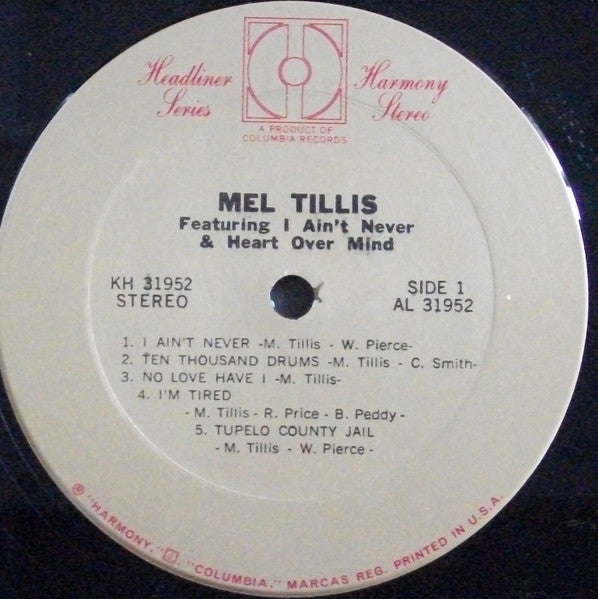 Headliner
Series
Harmony
Stereo
A PRODUCT OF
COLUMBIA RECORDS
MEL TILLIS
Featuring I Ain't Never
& Heart Over Mind
KH 31952
STEREO
SIDE 1
AL 31952
1. I AIN'T NEVER -M. Tillis - W. Pierce-
2. TEN THOUSAND DRUMS -M. Tillis - C. Smith-
3. NO LOVE HAVE I -M. Tillis-
4. I'M TIRED
- M. Tillis - R. Price - B. Peddy -
5. TUPELO COUNTY JAIL
- M. Tillis - W. Pierce -
® "HARMONY," "COLUMBIA," MARCAS REG. PRINTED IN U.S.A.